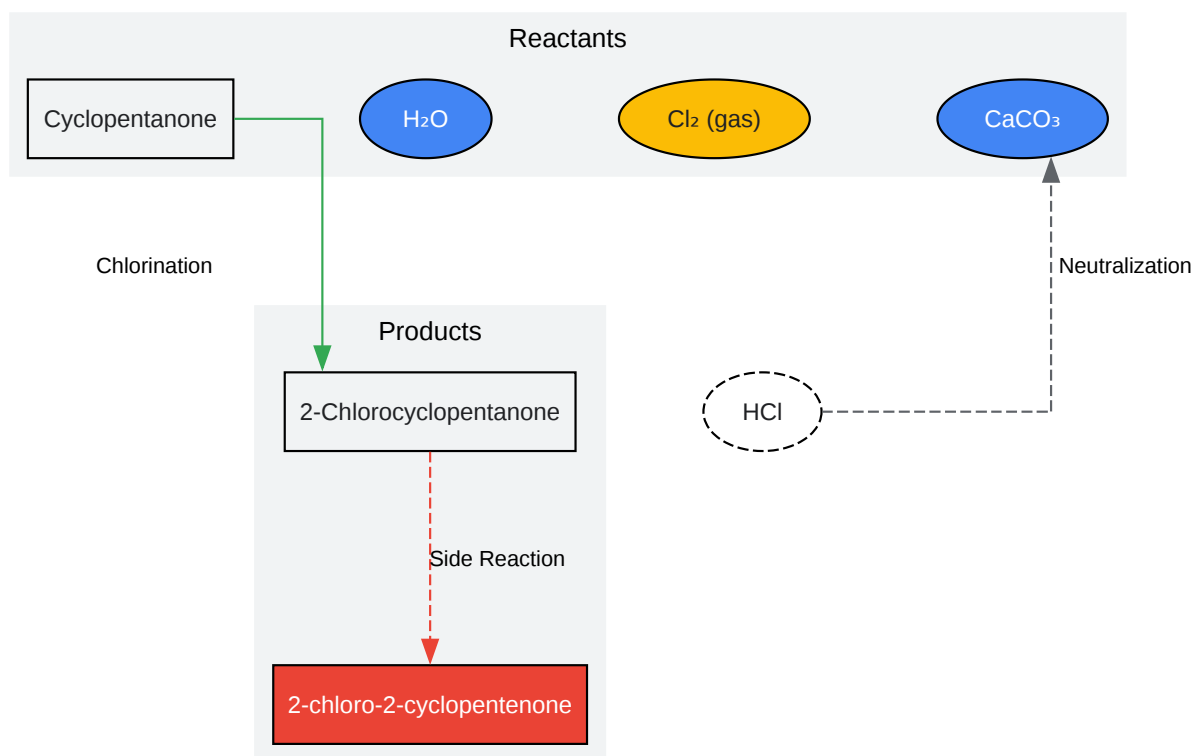 Reactants
Cyclopentanone
H₂O
Cl₂ (gas)
CaCO₃
Chlorination
Neutralization
Products
2-Chlorocyclopentanone
HCl
Side Reaction
2-chloro-2-cyclopentenone